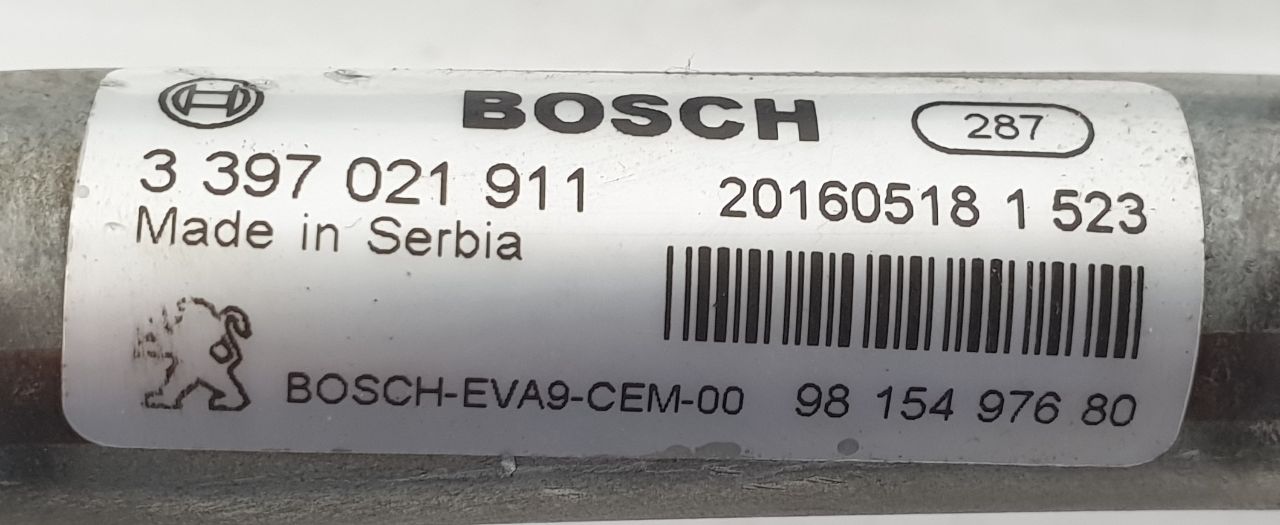 BOSCH 287
3 397 021 911 20160518 1 523
Made in Serbia
BOSCH-EVA9-CEM-00 98 154 976 80